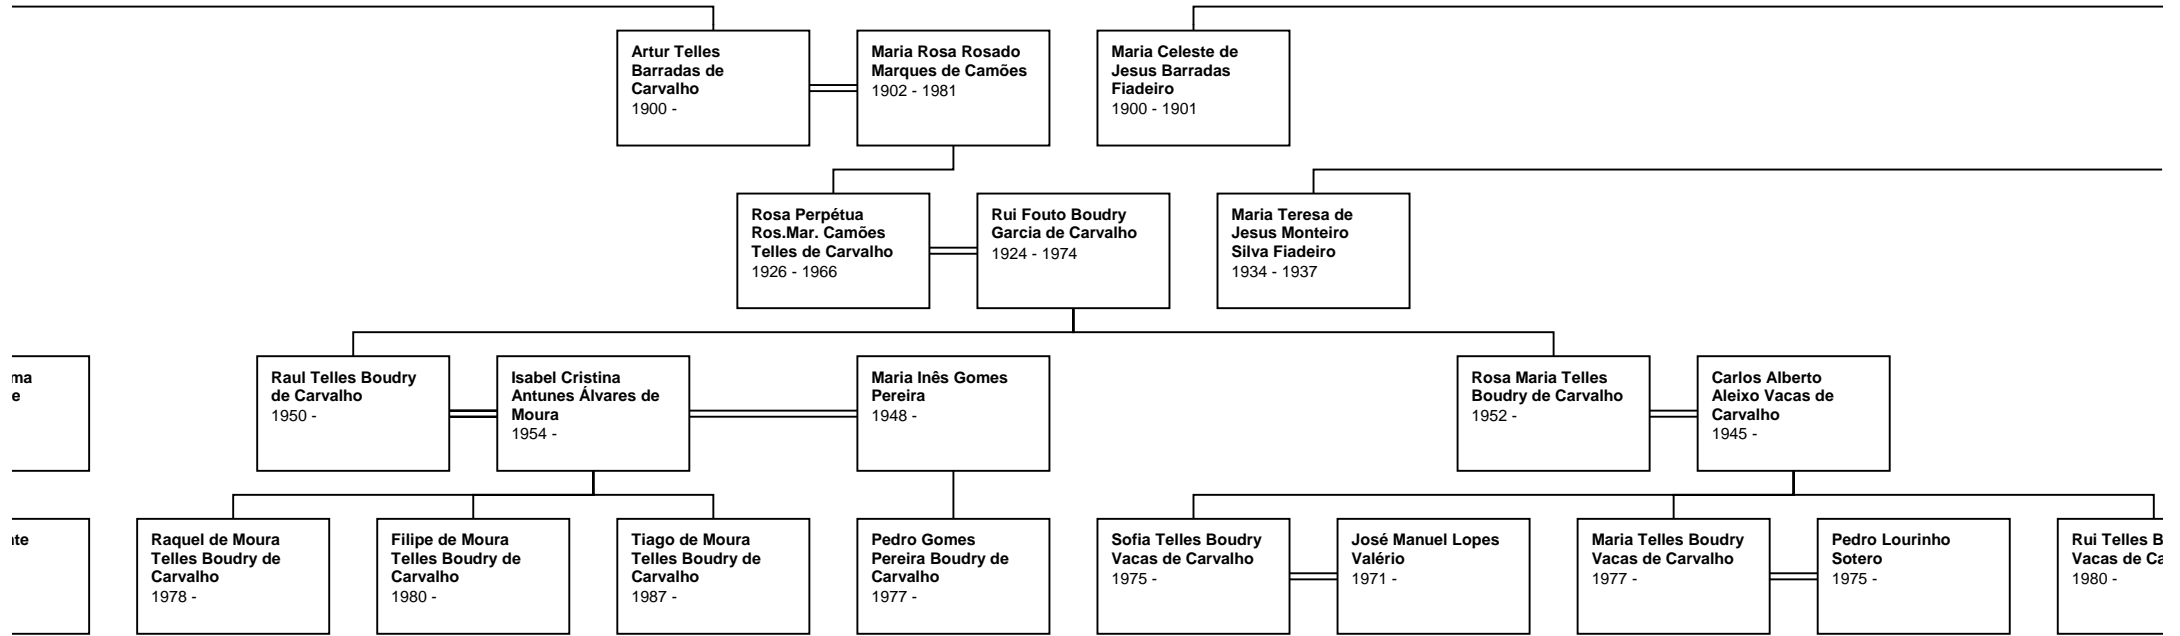 Artur Telles
Barradas de
Carvalho
1900 -
Maria Rosa Rosado
Marques de Camões
1902 - 1981
Maria Celeste de
Jesus Barradas
Fiadeiro
1900 - 1901
Rosa Perpétua
Ros.Mar. Camões
Telles de Carvalho
1926 - 1966
Rui Fouto Boudry
Garcia de Carvalho
1924 - 1974
Maria Teresa de
Jesus Monteiro
Silva Fiadeiro
1934 - 1937
ma
e
Raul Telles Boudry
de Carvalho
1950 -
Isabel Cristina
Antunes Álvares de
Moura
1954 -
Maria Inês Gomes
Pereira
1948 -
Rosa Maria Telles
Boudry de Carvalho
1952 -
Carlos Alberto
Aleixo Vacas de
Carvalho
1945 -
Raquel de Moura
Telles Boudry de
Carvalho
1978 -
Filipe de Moura
Telles Boudry de
Carvalho
1980 -
Tiago de Moura
Telles Boudry de
Carvalho
1987 -
Pedro Gomes
Pereira Boudry de
Carvalho
1977 -
Sofia Telles Boudry
Vacas de Carvalho
1975 -
José Manuel Lopes
Valério
1971 -
Maria Telles Boudry
Vacas de Carvalho
1977 -
Pedro Lourinho
Sotero
1975 -
Rui Telles B
Vacas de Ca
1980 -